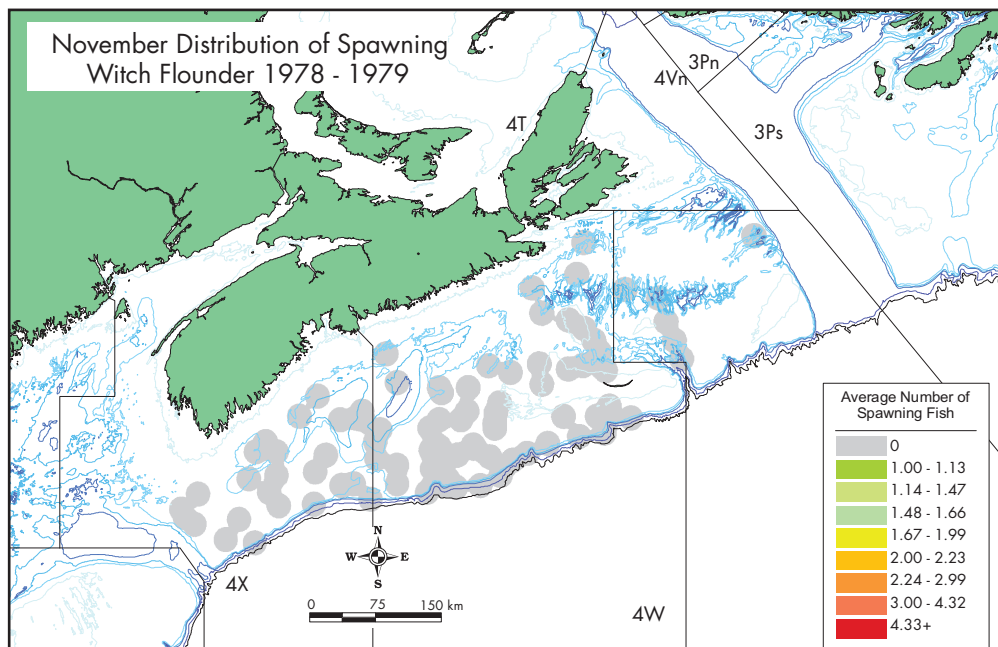 November Distribution of Spawning
Witch Flounder 1978 - 1979
4T
4Vn
3Pn
3Ps
4X
4W
N
W E
S
0 75 150 km
Average Number of
Spawning Fish
0
1.00 - 1.13
1.14 - 1.47
1.48 - 1.66
1.67 - 1.99
2.00 - 2.23
2.24 - 2.99
3.00 - 4.32
4.33+